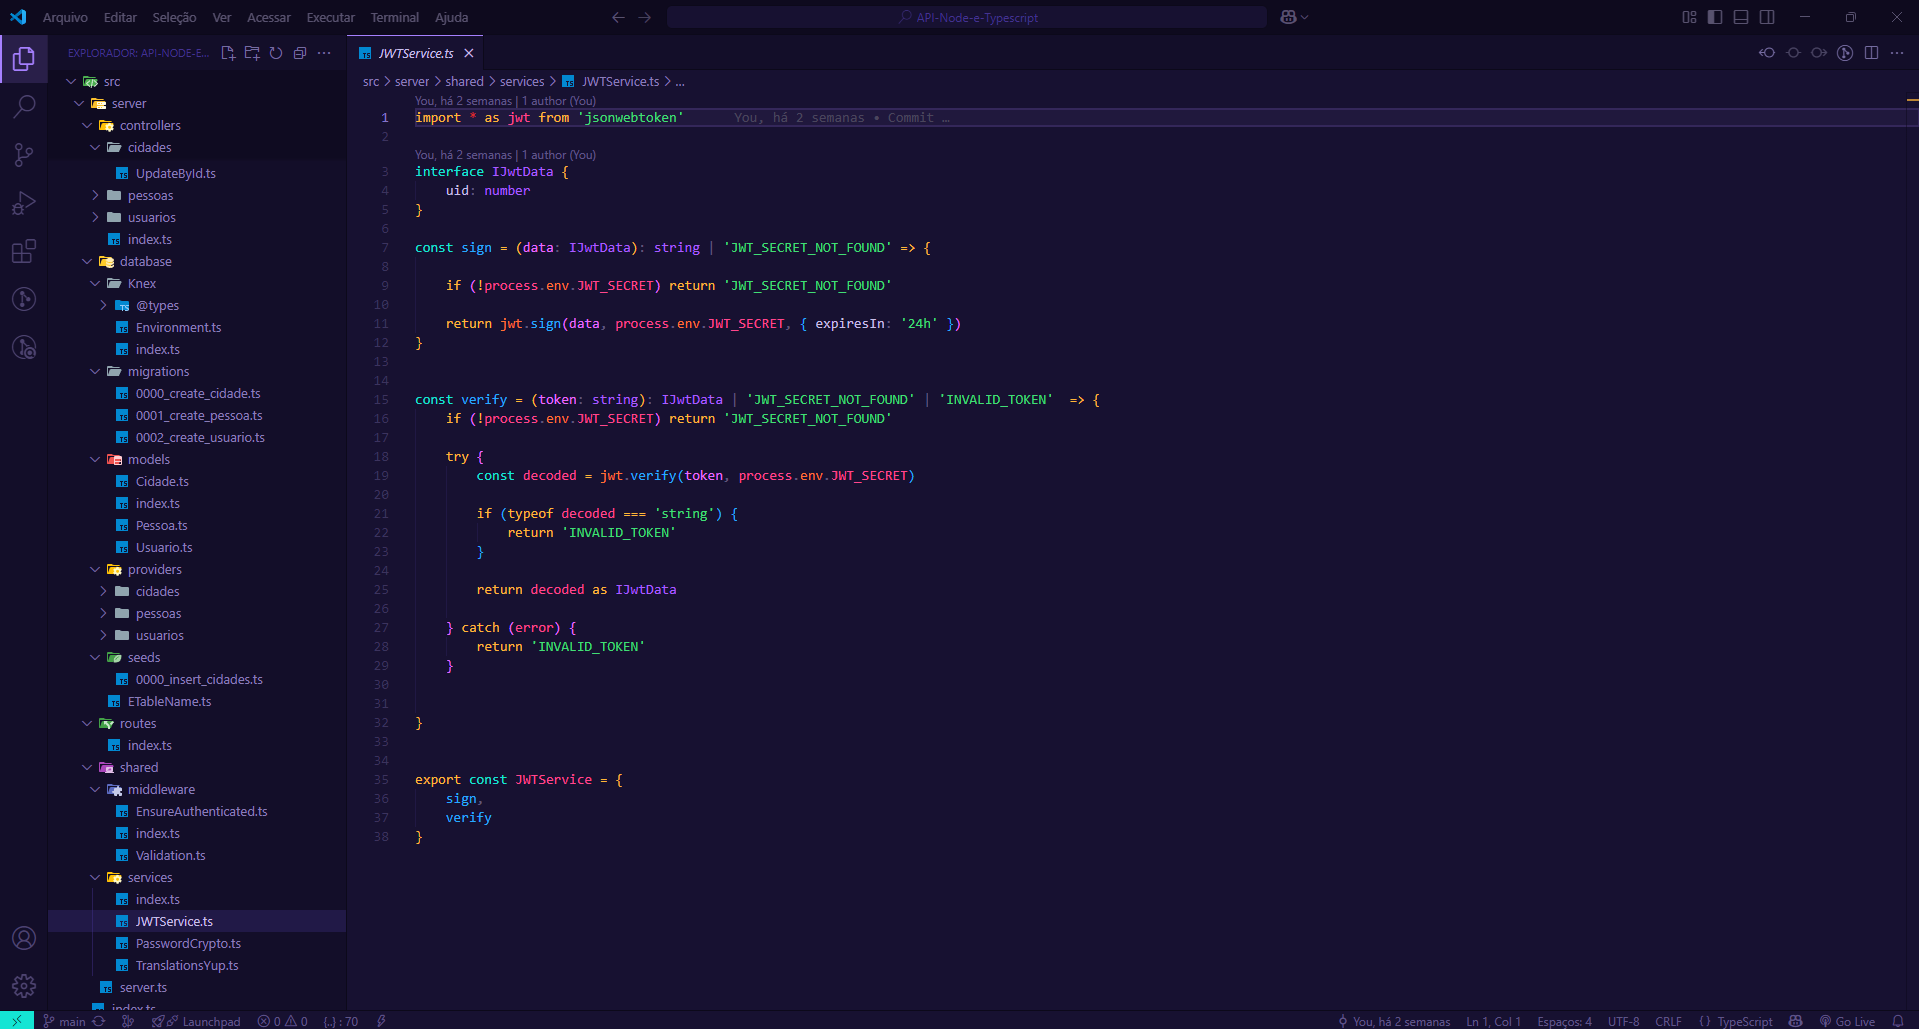 Arquivo Editar Seleção Ver Acessar Executar Terminal Ajuda
API-Node-e-Typescript
EXPLORADOR: API-NODE-E...
src
server
controllers
cidades
UpdateById.ts
pessoas
usuarios
index.ts
database
Knex
@types
Environment.ts
index.ts
migrations
0000_create_cidade.ts
0001_create_pessoa.ts
0002_create_usuario.ts
models
Cidade.ts
index.ts
Pessoa.ts
Usuario.ts
providers
cidades
pessoas
usuarios
seeds
0000_insert_cidades.ts
ETableName.ts
routes
index.ts
shared
middleware
EnsureAuthenticated.ts
index.ts
Validation.ts
services
index.ts
JWTService.ts
PasswordCrypto.ts
TranslationsYup.ts
server.ts
index.ts
JWTService.ts
src > server > shared > services > JWTService.ts > ...
You, há 2 semanas | 1 author (You)
1 import * as jwt from 'jsonwebtoken' You, há 2 semanas • Commit …
2
You, há 2 semanas | 1 author (You)
3 interface IJwtData {
4 uid: number
5 }
6
7 const sign = (data: IJwtData): string | 'JWT_SECRET_NOT_FOUND' => {
8
9 if (!process.env.JWT_SECRET) return 'JWT_SECRET_NOT_FOUND'
10
11 return jwt.sign(data, process.env.JWT_SECRET, { expiresIn: '24h' })
12 }
13
14
15 const verify = (token: string): IJwtData | 'JWT_SECRET_NOT_FOUND' | 'INVALID_TOKEN'  => {
16 if (!process.env.JWT_SECRET) return 'JWT_SECRET_NOT_FOUND'
17
18 try {
19 const decoded = jwt.verify(token, process.env.JWT_SECRET)
20
21 if (typeof decoded === 'string') {
22 return 'INVALID_TOKEN'
23 }
24
25 return decoded as IJwtData
26
27 } catch (error) {
28 return 'INVALID_TOKEN'
29 }
30
31
32 }
33
34
35 export const JWTService = {
36 sign,
37 verify
38 }
main Launchpad 0 0 {..} : 70 You, há 2 semanas Ln 1, Col 1 Espaços: 4 UTF-8 CRLF { } TypeScript Go Live